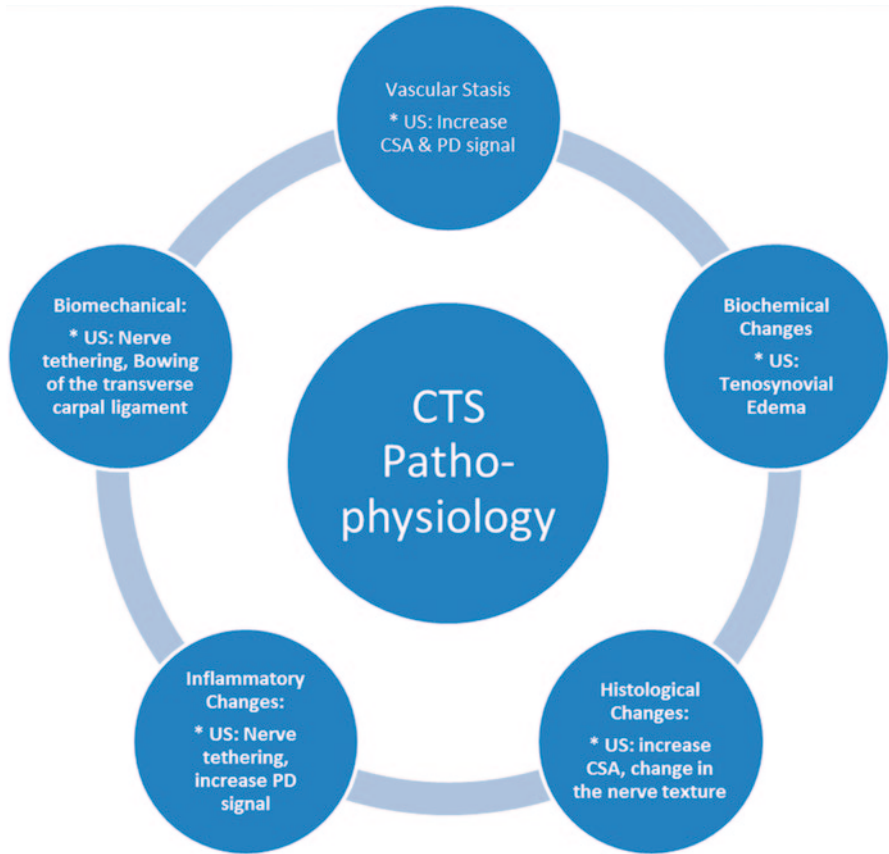 Vascular Stasis
* US: Increase
CSA & PD signal
Biochemical
Changes
* US:
Tenosynovial
Edema
Histological
Changes:
* US: increase
CSA, change in
the nerve texture
Inflammatory
Changes:
* US: Nerve
tethering,
increase PD
signal
Biomechanical:
* US: Nerve
tethering, Bowing
of the transverse
carpal ligament
CTS
Patho-
physiology